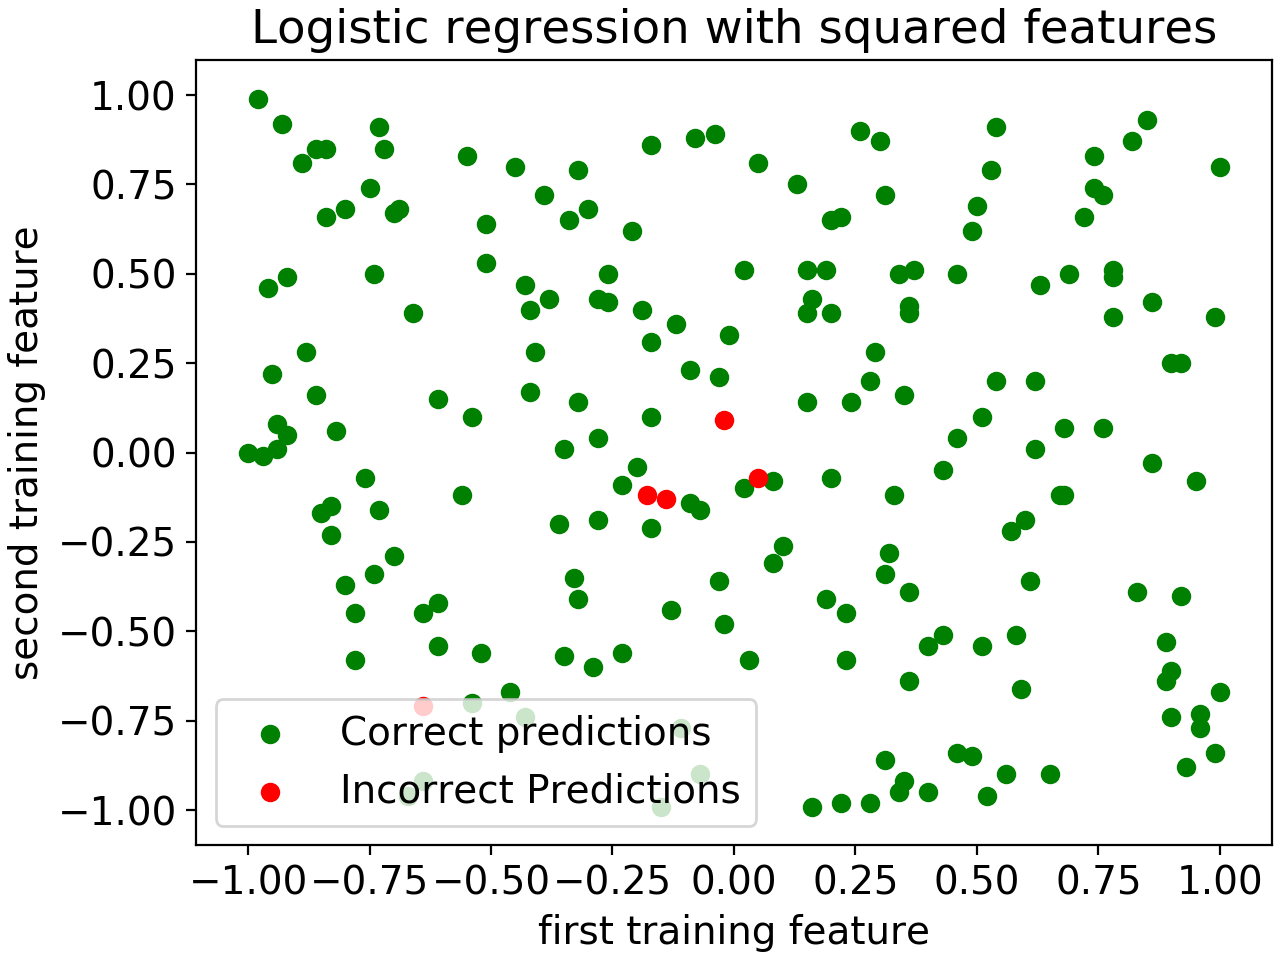 Logistic regression with squared features
1.00
0.75
0.50
0.25
0.00
−0.25
−0.50
−0.75
−1.00
second training feature
Correct predictions
Incorrect Predictions
−1.00 −0.75 −0.50 −0.25 0.00 0.25 0.50 0.75 1.00
first training feature